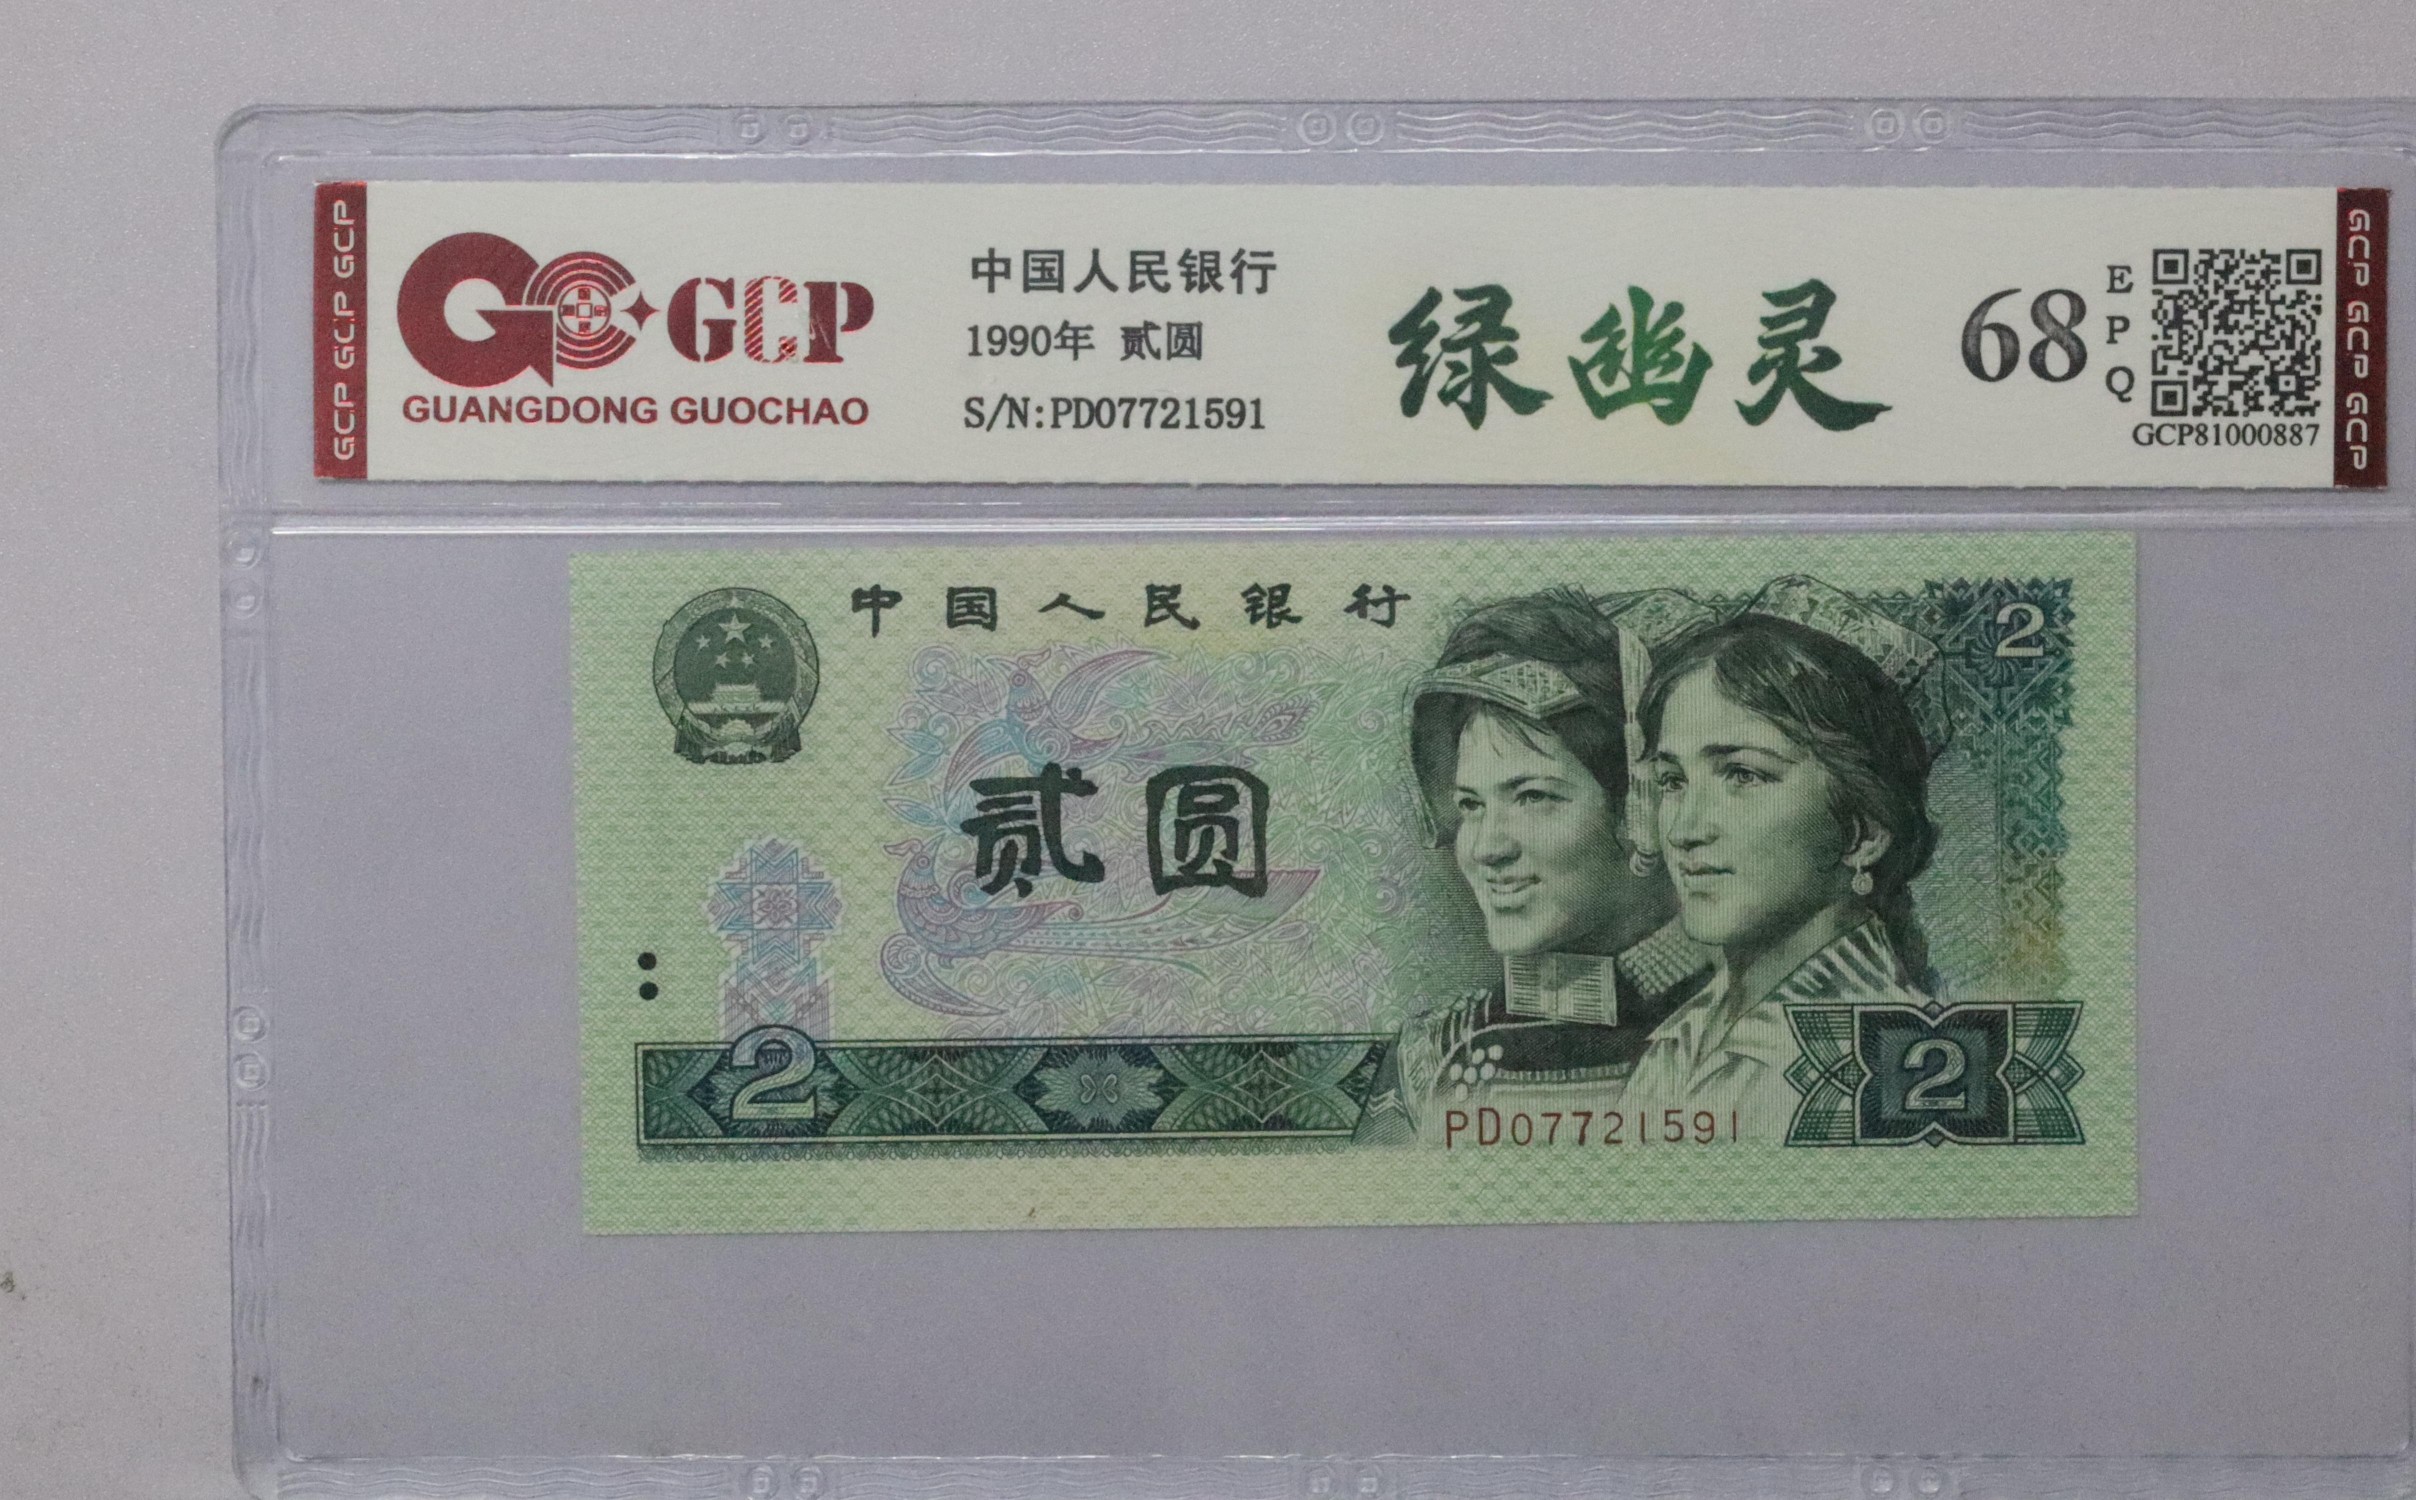 GCP GCP GCP
GCP
GUANGDONG GUOCHAO
中国人民银行
1990年 贰圆
S/N:PD07721591
绿幽灵
68
EPQ
GCP81000887
GCP GCP GCP
中国人民银行
2
贰圆
2
PD07721591
2